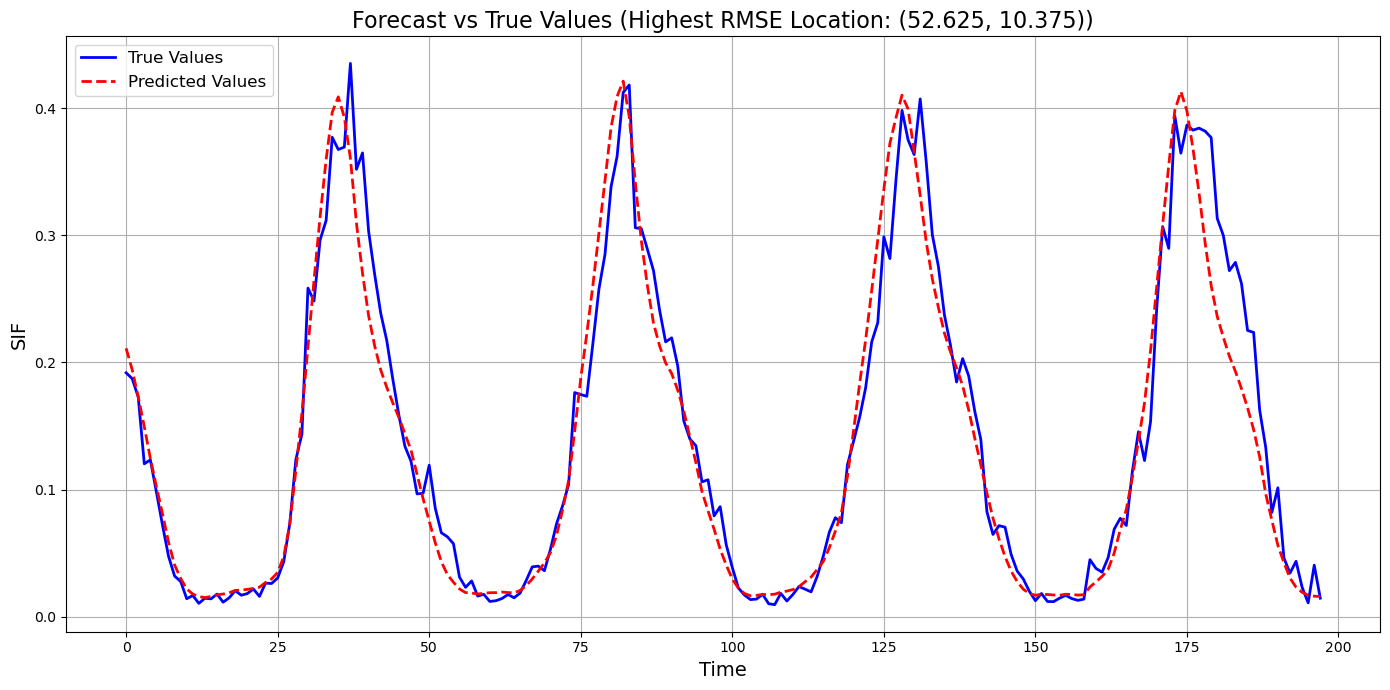 Forecast vs True Values (Highest RMSE Location: (52.625, 10.375))
True Values
Predicted Values
SIF
0.4
0.3
0.2
0.1
0.0
0 25 50 75 100 125 150 175 200
Time